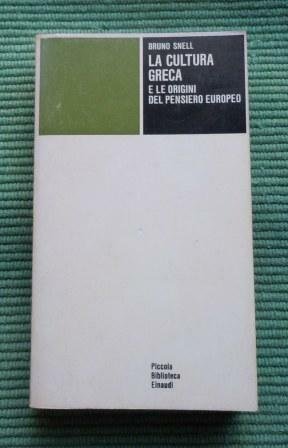 BRUNO SNELL
LA CULTURA
GRECA
E LE ORIGINI
DEL PENSIERO EUROPEO
Piccola
Biblioteca
Einaudi